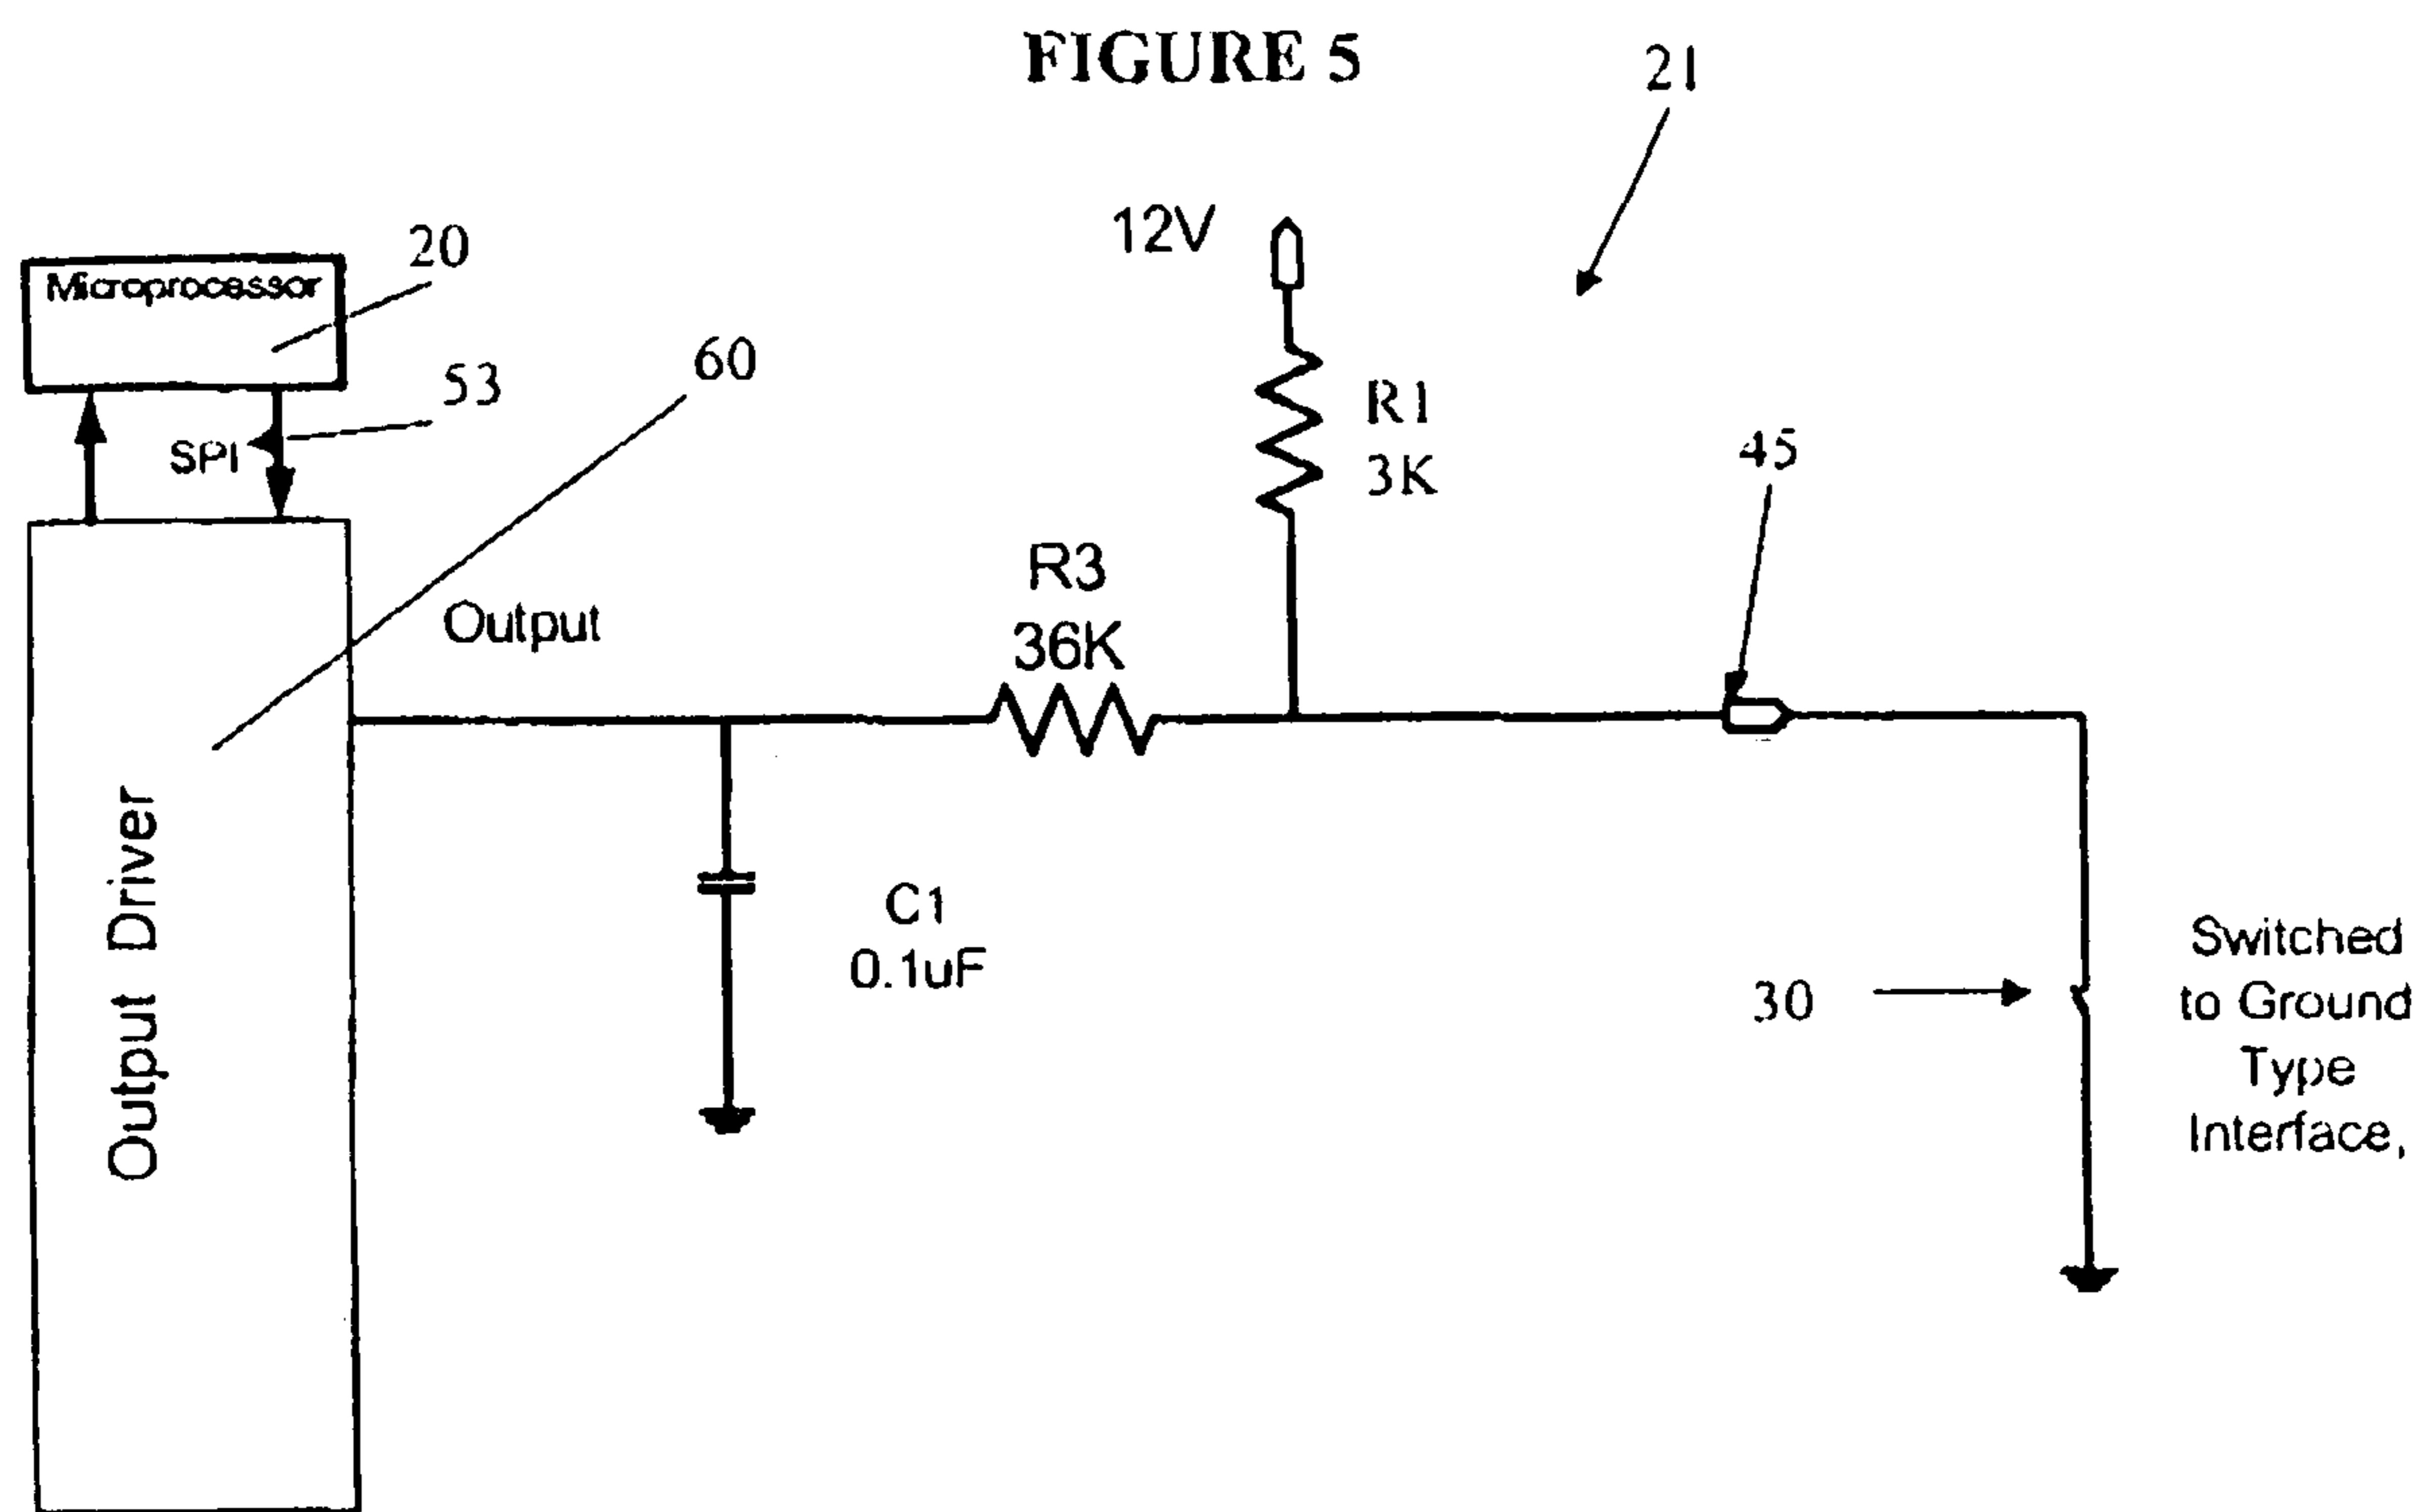 FIGURE 5
21
12V
20
Microprocessor
60
53
SPI
R1
3K
45
R3
36K
Output
Output Driver
C1
0.1uF
30
Switched
to Ground
Type
Interface,